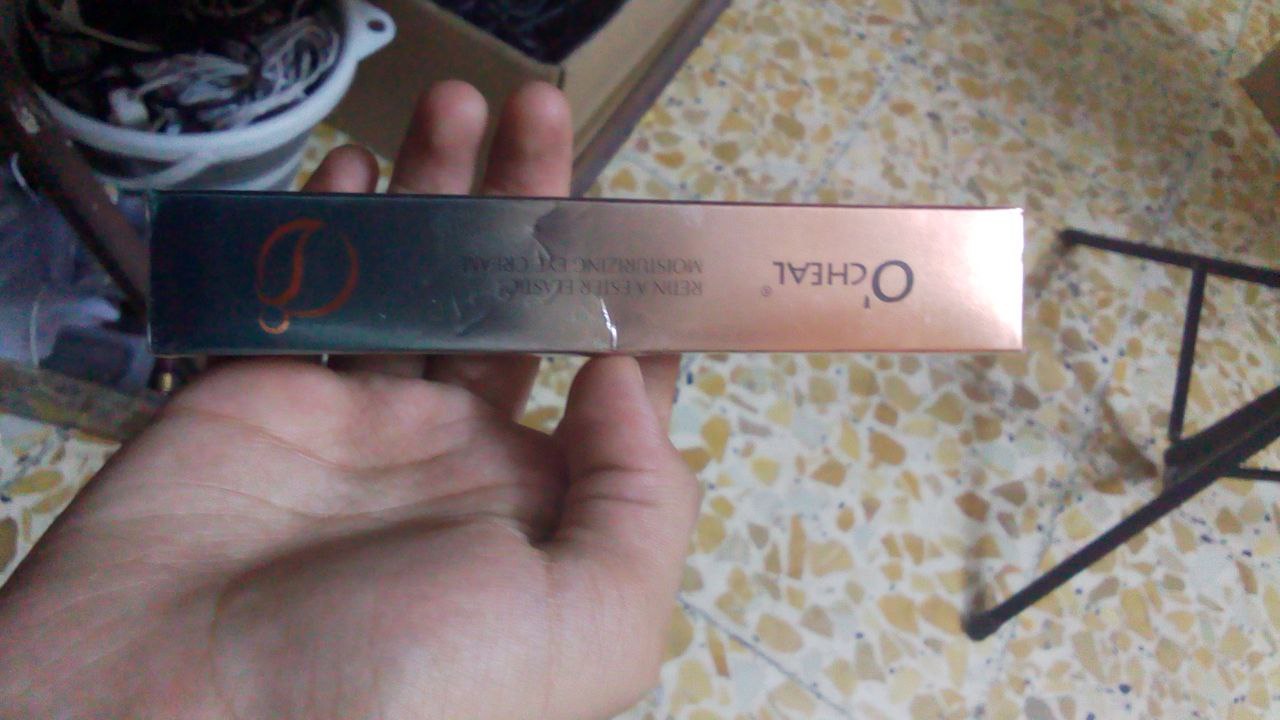 O'CHEAL®
RETIN A ESTER ELASTIC
MOISTURIZING EYE CREAM